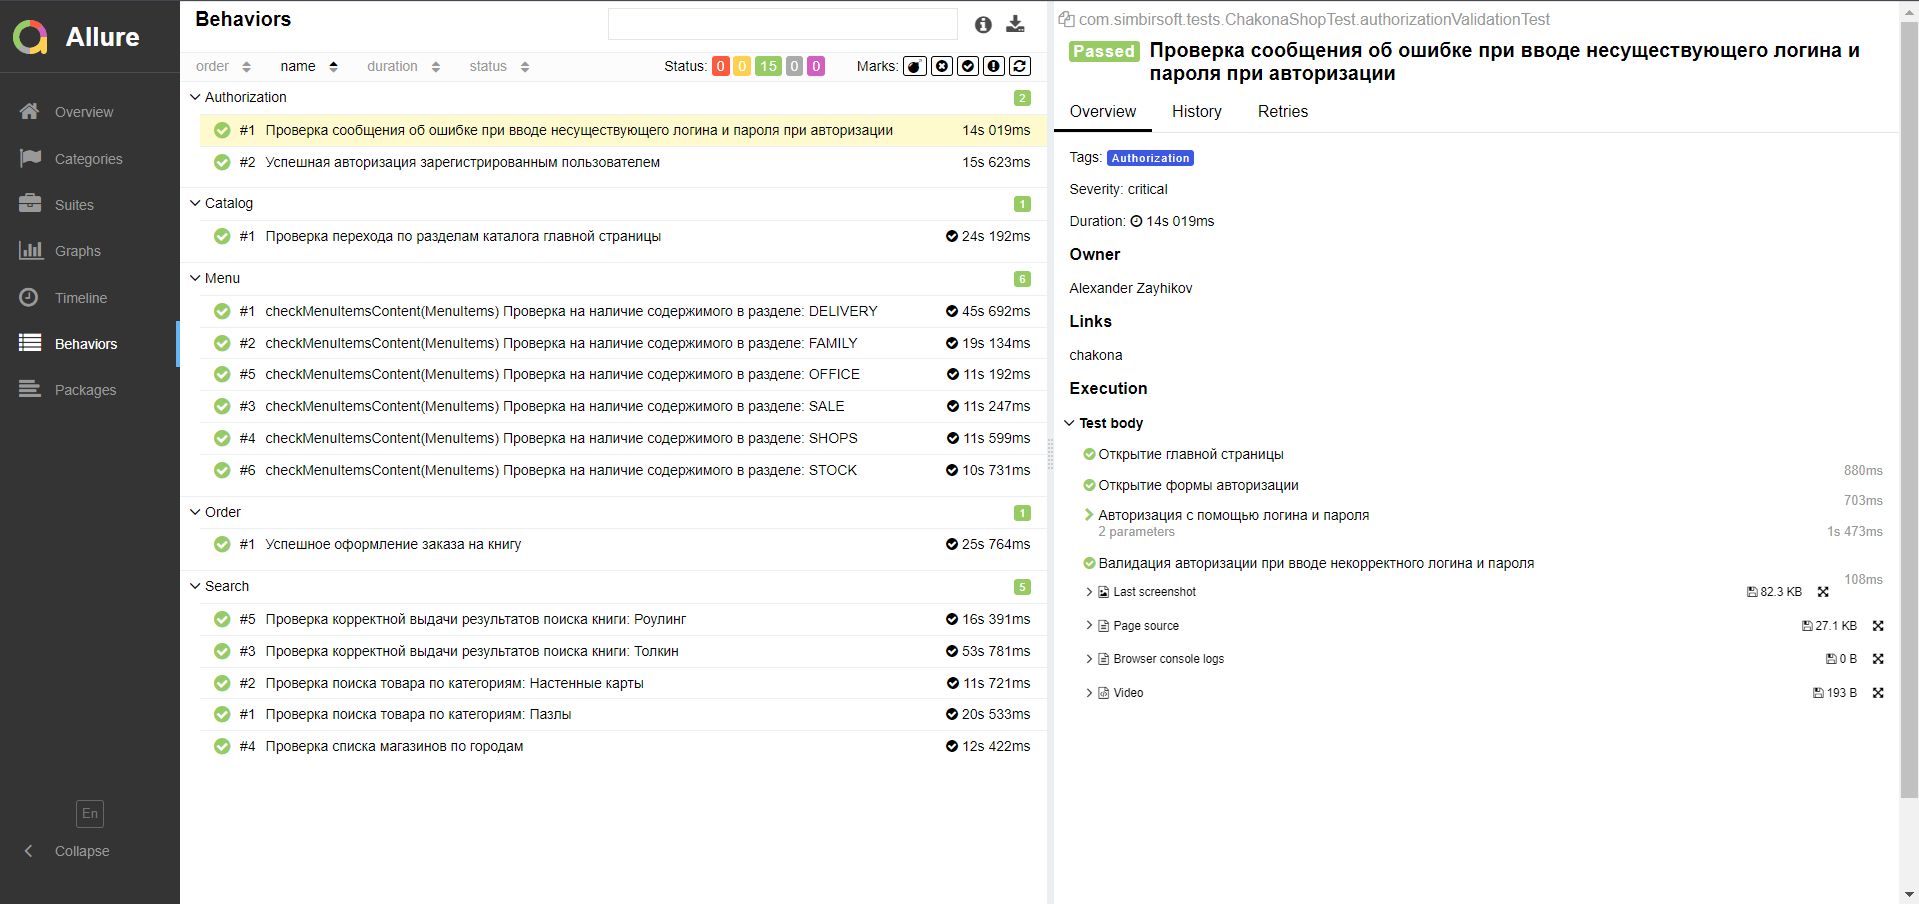 Allure
Overview
Categories
Suites
Graphs
Timeline
Behaviors
Packages
En
Collapse
Behaviors
order name duration status Status: 0 0 15 0 0 Marks:
Authorization 2
#1 Проверка сообщения об ошибке при вводе несуществующего логина и пароля при авторизации 14s 019ms
#2 Успешная авторизация зарегистрированным пользователем 15s 623ms
Catalog 1
#1 Проверка перехода по разделам каталога главной страницы 24s 192ms
Menu 6
#1 checkMenuItemsContent(MenuItems) Проверка на наличие содержимого в разделе: DELIVERY 45s 692ms
#2 checkMenuItemsContent(MenuItems) Проверка на наличие содержимого в разделе: FAMILY 19s 134ms
#5 checkMenuItemsContent(MenuItems) Проверка на наличие содержимого в разделе: OFFICE 11s 192ms
#3 checkMenuItemsContent(MenuItems) Проверка на наличие содержимого в разделе: SALE 11s 247ms
#4 checkMenuItemsContent(MenuItems) Проверка на наличие содержимого в разделе: SHOPS 11s 599ms
#6 checkMenuItemsContent(MenuItems) Проверка на наличие содержимого в разделе: STOCK 10s 731ms
Order 1
#1 Успешное оформление заказа на книгу 25s 764ms
Search 5
#5 Проверка корректной выдачи результатов поиска книги: Роулинг 16s 391ms
#3 Проверка корректной выдачи результатов поиска книги: Толкин 53s 781ms
#2 Проверка поиска товара по категориям: Настенные карты 11s 721ms
#1 Проверка поиска товара по категориям: Пазлы 20s 533ms
#4 Проверка списка магазинов по городам 12s 422ms
com.simbirsoft.tests.ChakonaShopTest.authorizationValidationTest
Passed Проверка сообщения об ошибке при вводе несуществующего логина и
пароля при авторизации
Overview History Retries
Tags: Authorization
Severity: critical
Duration: 14s 019ms
Owner
Alexander Zayhikov
Links
chakona
Execution
Test body
Открытие главной страницы
880ms
Открытие формы авторизации
703ms
Авторизация с помощью логина и пароля
2 parameters 1s 473ms
Валидация авторизации при вводе некорректного логина и пароля
108ms
Last screenshot 82.3 KB
Page source 27.1 KB
Browser console logs 0 B
Video 193 B